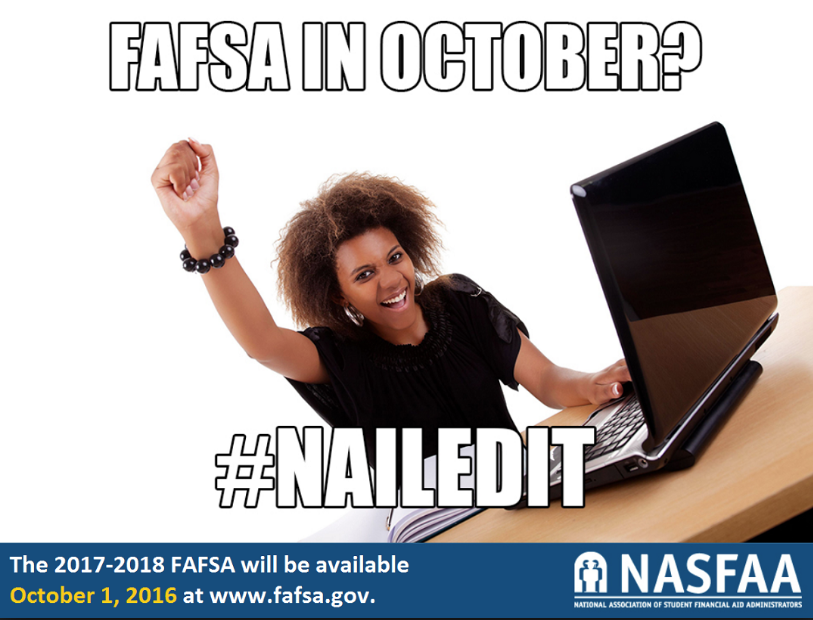 FAFSA IN OCTOBER?
#NAILEDIT
The 2017-2018 FAFSA will be available
October 1, 2016 at www.fafsa.gov.
NASFAA
NATIONAL ASSOCIATION OF STUDENT FINANCIAL AID ADMINISTRATORS